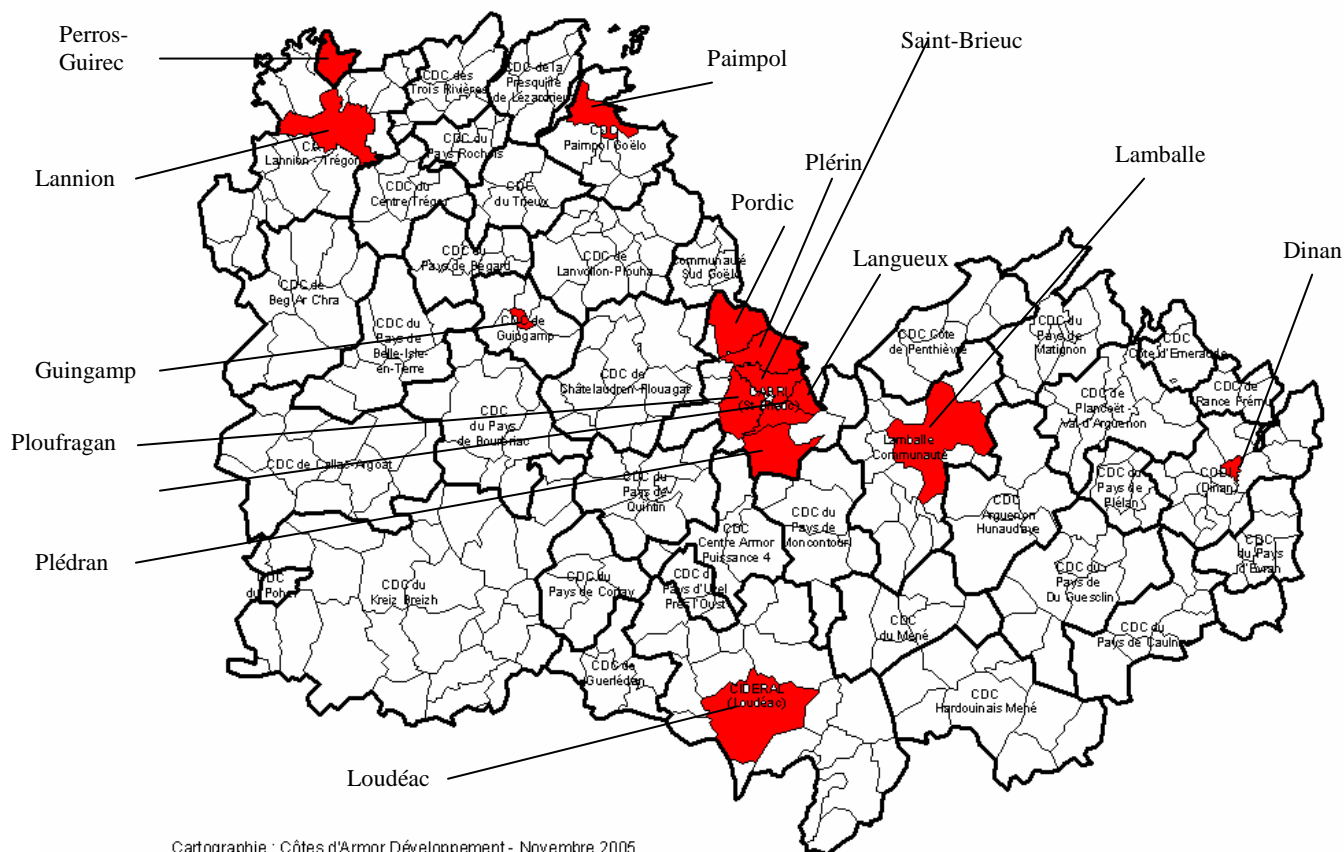 Perros-
Guirec
Saint-Brieuc
Paimpol
Lamballe
Plérin
Lannion
Pordic
Langueux
Dinan
Guingamp
Ploufragan
Plédran
Loudéac
CDC des
Trois Rivières
CDC de la
de Lézardrieux
CDC du
Pays Rochois
Paimpol Goëlo
Lannion - Trégor
CDC du
Centre Trégor
CDC
du Trieux
CDC du
Pays de Bégard
CDC de
Lanvollon-Plouha
Communauté
Sud Goëlo
CDC de
Beg Ar Chra
CDC du
Pays de
Belle-Isle-
en-Terre
CDC de
Guingamp
CDC de
Châtelaudren-Plouagat
CDC Côte
de Penthièvre
CDC du
Pays de
Matignon
CDC
Côte d'Emeraude
CDC de
Rance Frémur
CDC de
Plancoët -
Val d'Arguenon
CABRI
(St-Brieuc)
Lamballe
Communauté
CODI
(Dinan)
CDC du
Pays de
Plélan
CDC
du Pays
de Bourbriac
CDC de Callac-Argoat
CDC du
Pays de
Quintin
CDC
Arguenon
Hunaudaye
CDC
Centre Armor
Puissance 4
CDC du
Pays de
Moncontour
CDC
du Pays
d'Evran
CDC
du Poher
CDC du
Kreiz Breizh
CDC du
Pays de Corlay
CDC du
Pays d'Uzel
Près l'Oust
CDC du
Pays de
Du Guesclin
CDC
du Mené
CDC du
Pays de Caulnes
CDC de
Guerlédan
CIDERAL
(Loudéac)
CDC
Hardouinais Mené
Cartographie : Côtes d'Armor Développement - Novembre 2005